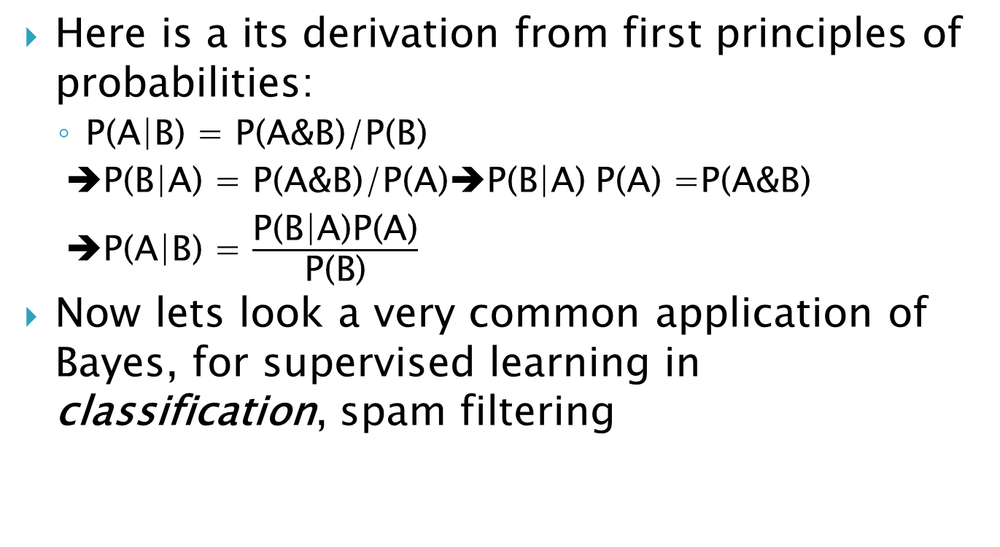 Here is a its derivation from first principles of
probabilities:
P(A|B) = P(A&B)/P(B)
➔P(B|A) = P(A&B)/P(A)➔P(B|A) P(A) =P(A&B)
➔P(A|B) = P(B|A)P(A)/P(B)
Now lets look a very common application of
Bayes, for supervised learning in
classification, spam filtering